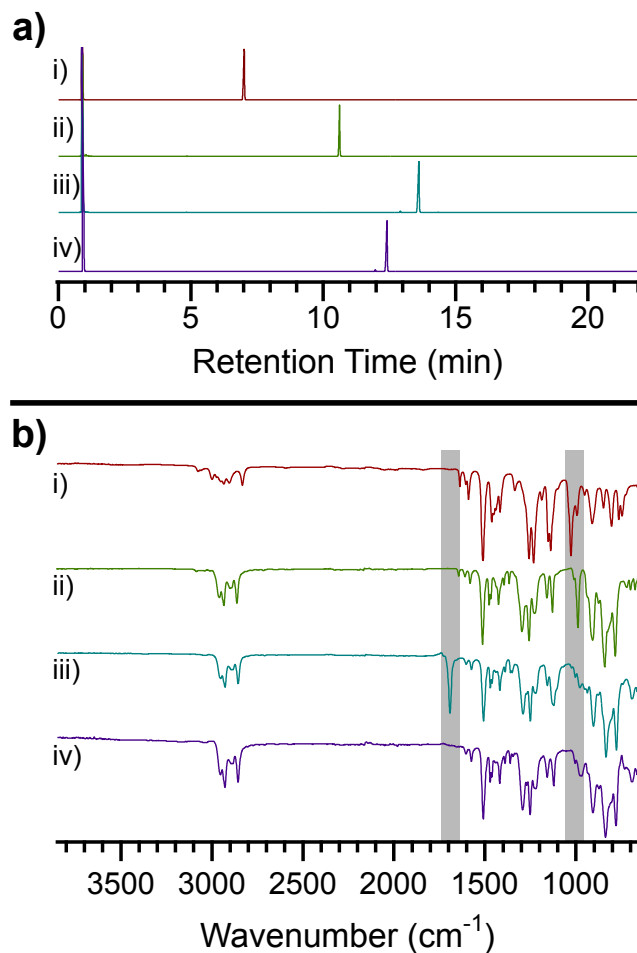 a)
i)
ii)
iii)
iv)
0 5 10 15 20
Retention Time (min)
b)
i)
ii)
iii)
iv)
3500 3000 2500 2000 1500 1000
Wavenumber (cm⁻¹)